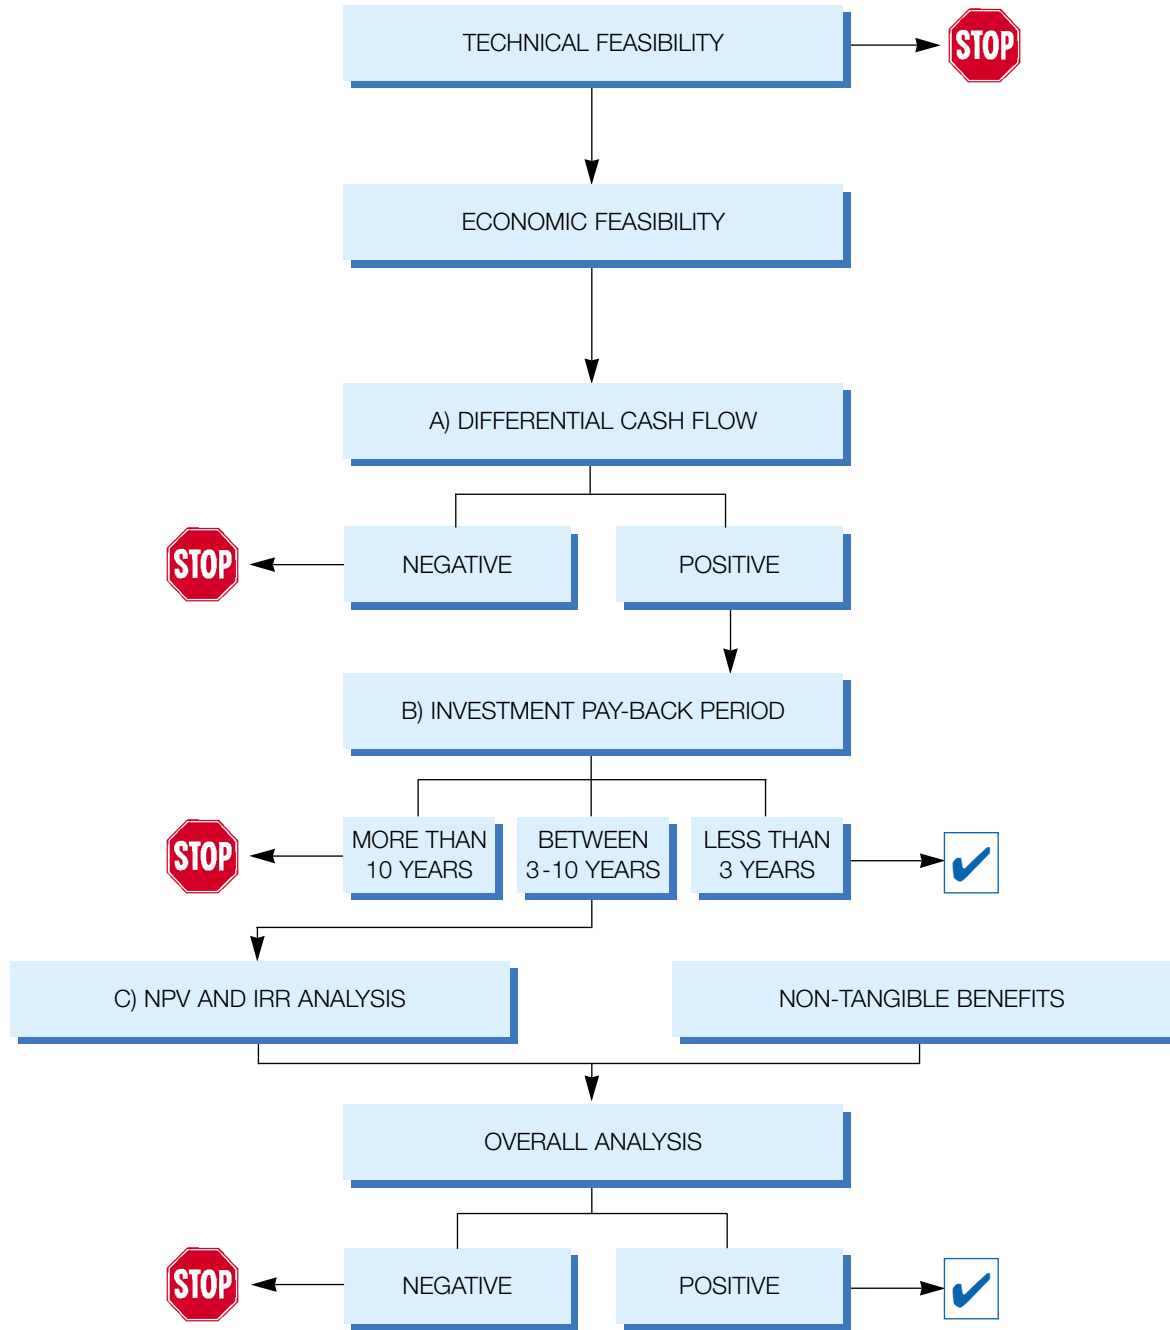 TECHNICAL FEASIBILITY
STOP
ECONOMIC FEASIBILITY
A) DIFFERENTIAL CASH FLOW
STOP
NEGATIVE
POSITIVE
B) INVESTMENT PAY-BACK PERIOD
STOP
MORE THAN
10 YEARS
BETWEEN
3-10 YEARS
LESS THAN
3 YEARS
C) NPV AND IRR ANALYSIS
NON-TANGIBLE BENEFITS
OVERALL ANALYSIS
STOP
NEGATIVE
POSITIVE